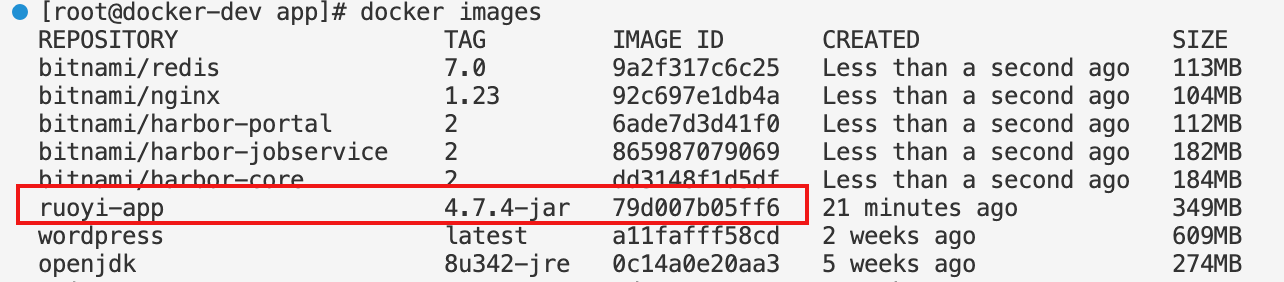 [root@docker-dev app]# docker images
REPOSITORY TAG IMAGE ID CREATED SIZE
bitnami/redis 7.0 9a2f317c6c25 Less than a second ago 113MB
bitnami/nginx 1.23 92c697e1db4a Less than a second ago 104MB
bitnami/harbor-portal 2 6ade7d3d41f0 Less than a second ago 112MB
bitnami/harbor-jobservice 2 865987079069 Less than a second ago 182MB
bitnami/harbor-core 2 dd3148f1d5df Less than a second ago 184MB
ruoyi-app 4.7.4-jar 79d007b05ff6 21 minutes ago 349MB
wordpress latest a11fafff58cd 2 weeks ago 609MB
openjdk 8u342-jre 0c14a0e20aa3 5 weeks ago 274MB